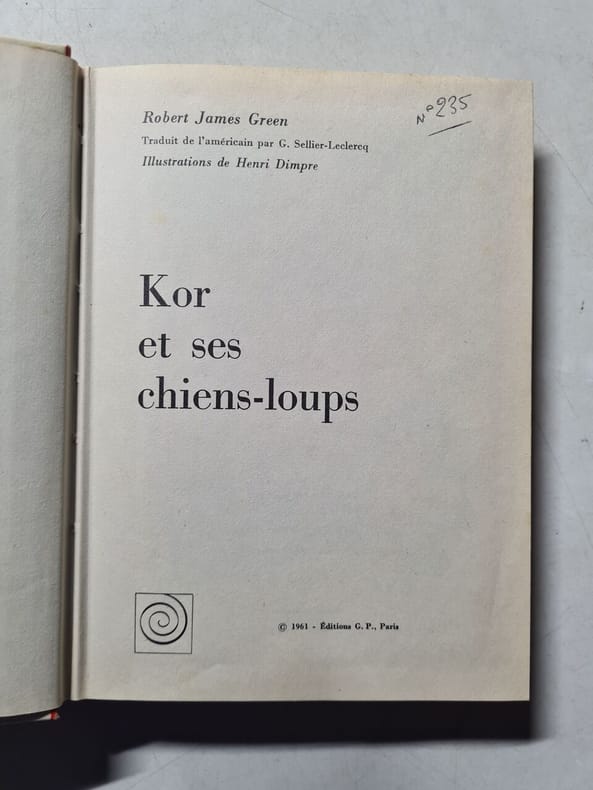 Robert James Green
N° 235
Traduit de l'américain par G. Sellier-Leclercq
Illustrations de Henri Dimpre
Kor
et ses
chiens-loups
© 1961 - Éditions G. P., Paris